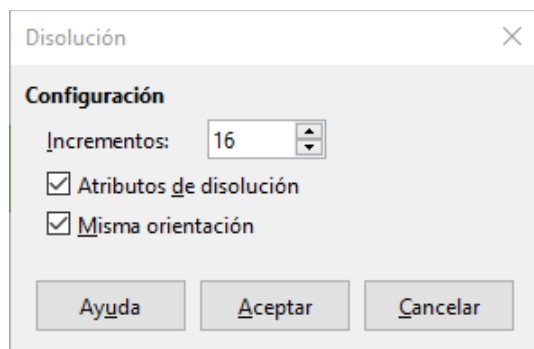 Disolución
Configuración
Incrementos: 16
Atributos de disolución
Misma orientación
Ayuda Aceptar Cancelar